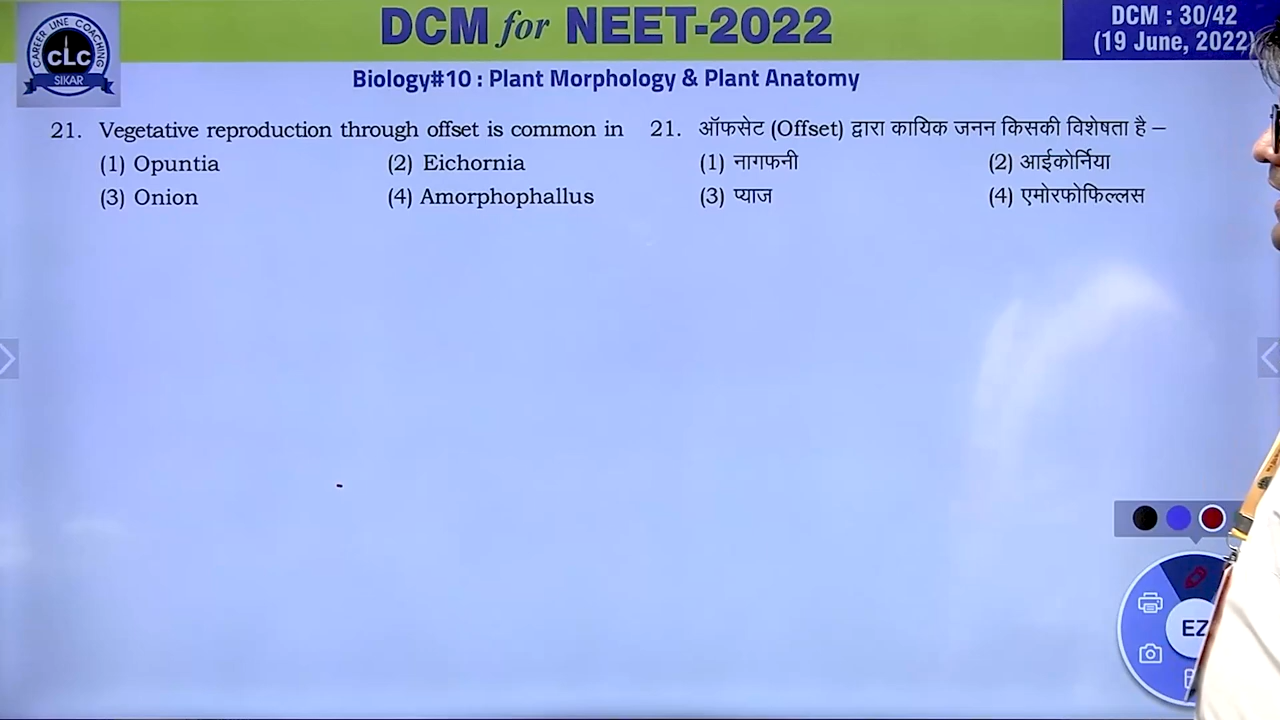 DCM for NEET-2022
DCM : 30/42
(19 June, 2022)
CAREER LINE COACHING
CLC
SIKAR
Biology#10 : Plant Morphology & Plant Anatomy
21. Vegetative reproduction through offset is common in
(1) Opuntia (2) Eichornia
(3) Onion (4) Amorphophallus
21. ऑफसेट (Offset) द्वारा कायिक जनन किसकी विशेषता है –
(1) नागफनी (2) आईकोर्निया
(3) प्याज (4) एमोरफोफिल्लस
EZ